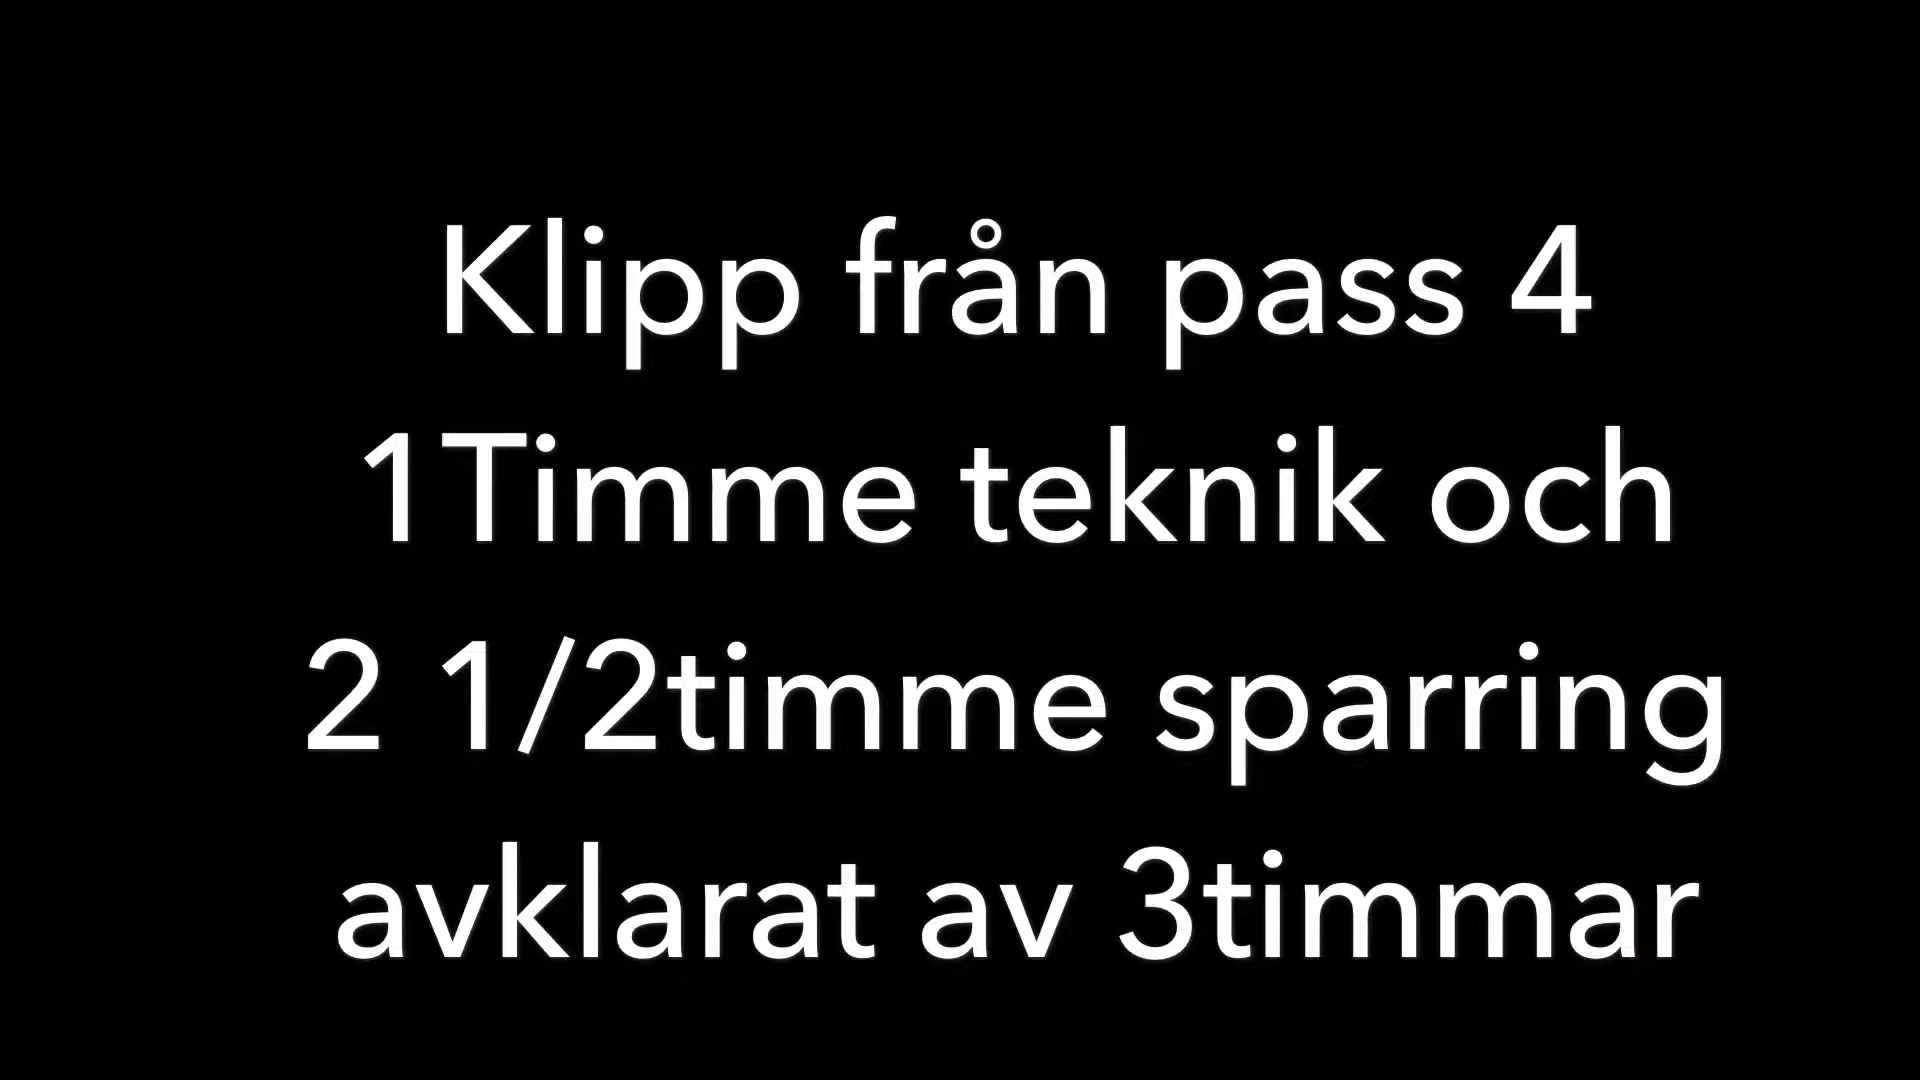 Klipp från pass 4
1Timme teknik och
2 1/2timme sparring
avklarat av 3timmar